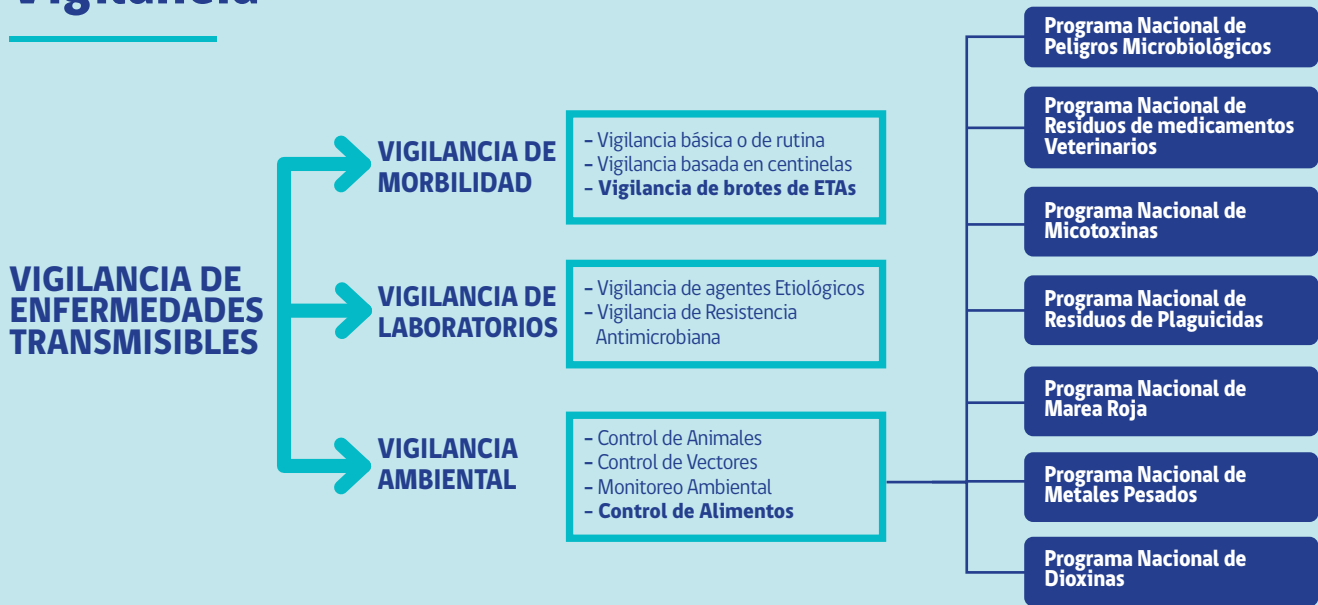 Vigilancia
VIGILANCIA DE
ENFERMEDADES
TRANSMISIBLES
VIGILANCIA DE
MORBILIDAD
– Vigilancia básica o de rutina
– Vigilancia basada en centinelas
– Vigilancia de brotes de ETAs
VIGILANCIA DE
LABORATORIOS
– Vigilancia de agentes Etiológicos
– Vigilancia de Resistencia
Antimicrobiana
VIGILANCIA
AMBIENTAL
– Control de Animales
– Control de Vectores
– Monitoreo Ambiental
– Control de Alimentos
Programa Nacional de
Peligros Microbiológicos
Programa Nacional de
Residuos de medicamentos
Veterinarios
Programa Nacional de
Micotoxinas
Programa Nacional de
Residuos de Plaguicidas
Programa Nacional de
Marea Roja
Programa Nacional de
Metales Pesados
Programa Nacional de
Dioxinas